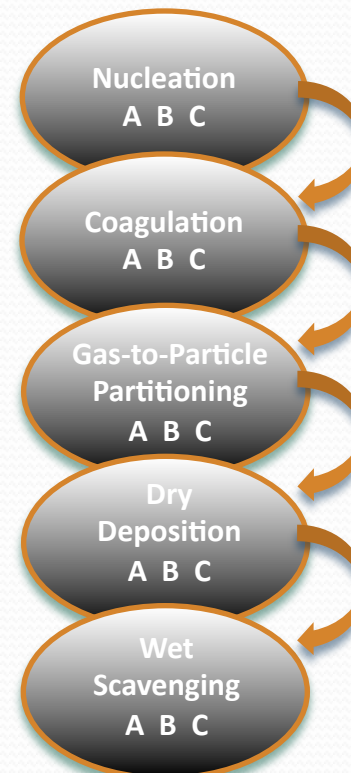 Nucleation
A B C
Coagulation
A B C
Gas-to-Particle
Partitioning
A B C
Dry
Deposition
A B C
Wet
Scavenging
A B C